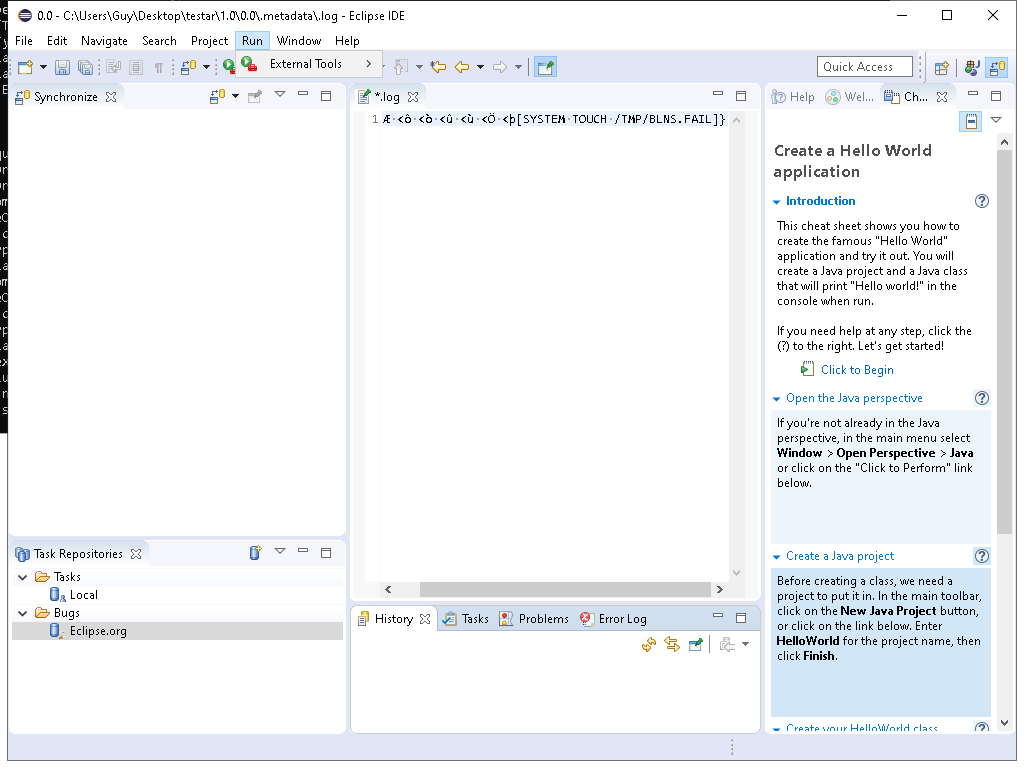 0.0 - C:\Users\Guy\Desktop\testar\1.0\0.0\.metadata\.log - Eclipse IDE
File Edit Navigate Search Project Run Window Help
External Tools
Quick Access
Synchronize
*.log
1 Æ·<ô·<ò·<û·<ù·<Ö·<þ[SYSTEM·TOUCH·/TMP/BLNS.FAIL]}
Help Wel... Ch...
Create a Hello World
application
Introduction
This cheat sheet shows you how to
create the famous "Hello World"
application and try it out. You will
create a Java project and a Java class
that will print "Hello world!" in the
console when run.
If you need help at any step, click the
(?) to the right. Let's get started!
Click to Begin
Open the Java perspective
If you're not already in the Java
perspective, in the main menu select
Window > Open Perspective > Java
or click on the "Click to Perform" link
below.
Create a Java project
Before creating a class, we need a
project to put it in. In the main toolbar,
click on the New Java Project button,
or click on the link below. Enter
HelloWorld for the project name, then
click Finish.
Create your HelloWorld class
Task Repositories
Tasks
Local
Bugs
Eclipse.org
History Tasks Problems Error Log